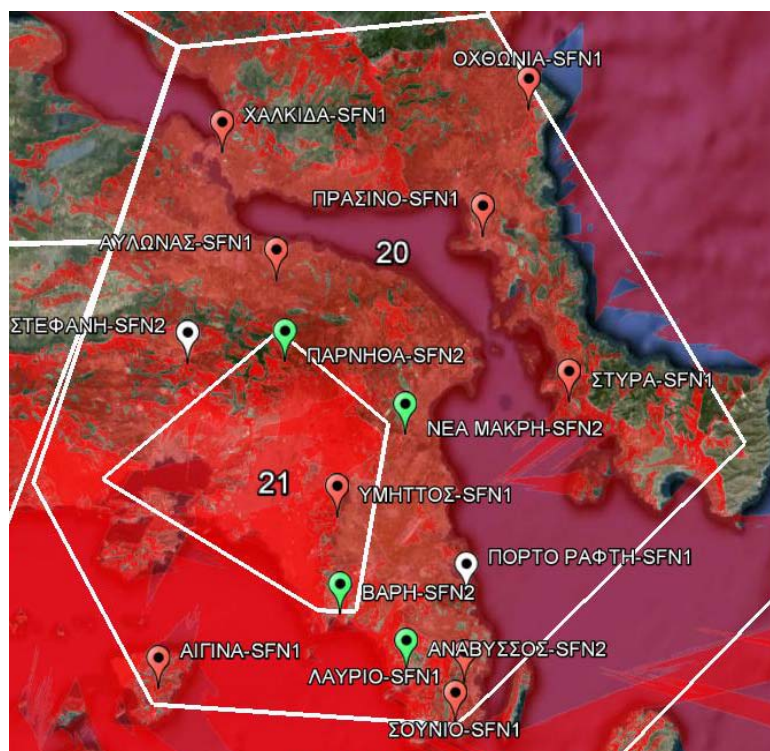 ΟΧΘΩΝΙΑ-SFN1
ΧΑΛΚΙΔΑ-SFN1
ΠΡΑΣΙΝΟ-SFN1
ΑΥΛΩΝΑΣ-SFN1
20
ΣΤΕΦΑΝΗ-SFN2
ΠΑΡΝΗΘΑ-SFN2
ΣΤΥΡΑ-SFN1
ΝΕΑ ΜΑΚΡΗ-SFN2
21
ΥΜΗΤΤΟΣ-SFN1
ΠΟΡΤΟ ΡΑΦΤΗ-SFN1
ΒΑΡΗ-SFN2
ΑΙΓΙΝΑ-SFN1
ΑΝΑΒΥΣΣΟΣ-SFN2
ΛΑΥΡΙΟ-SFN1
ΣΟΥΝΙΟ-SFN1